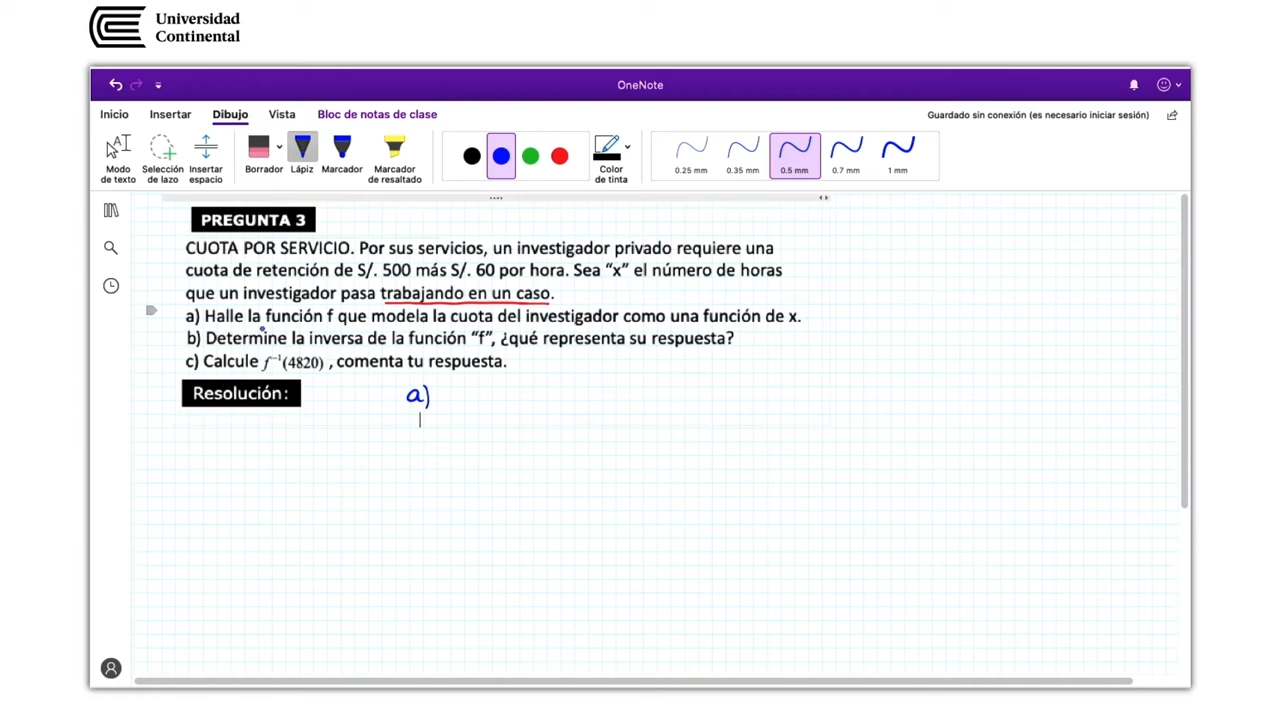 Universidad
Continental
OneNote
Inicio Insertar Dibujo Vista Bloc de notas de clase
Guardado sin conexión (es necesario iniciar sesión)
Modo
de texto
Selección
de lazo
Insertar
espacio
Borrador
Lápiz
Marcador
Marcador
de resaltado
Color
de tinta
0.25 mm
0.35 mm
0.5 mm
0.7 mm
1 mm
PREGUNTA 3
CUOTA POR SERVICIO. Por sus servicios, un investigador privado requiere una
cuota de retención de S/. 500 más S/. 60 por hora. Sea “x” el número de horas
que un investigador pasa trabajando en un caso.
a) Halle la función f que modela la cuota del investigador como una función de x.
b) Determine la inversa de la función “f”, ¿qué representa su respuesta?
c) Calcule f⁻¹(4820) , comenta tu respuesta.
Resolución:
a)